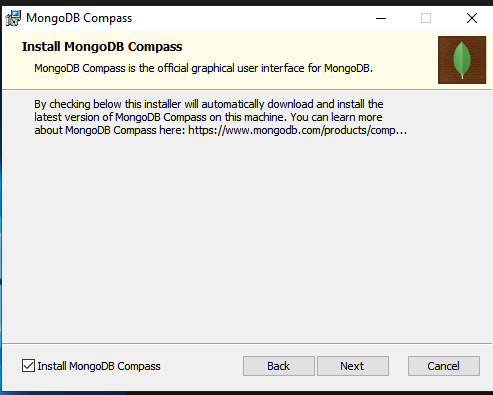 MongoDB Compass
Install MongoDB Compass
MongoDB Compass is the official graphical user interface for MongoDB.
By checking below this installer will automatically download and install the
latest version of MongoDB Compass on this machine. You can learn more
about MongoDB Compass here: https://www.mongodb.com/products/comp...
Install MongoDB Compass
Back
Next
Cancel